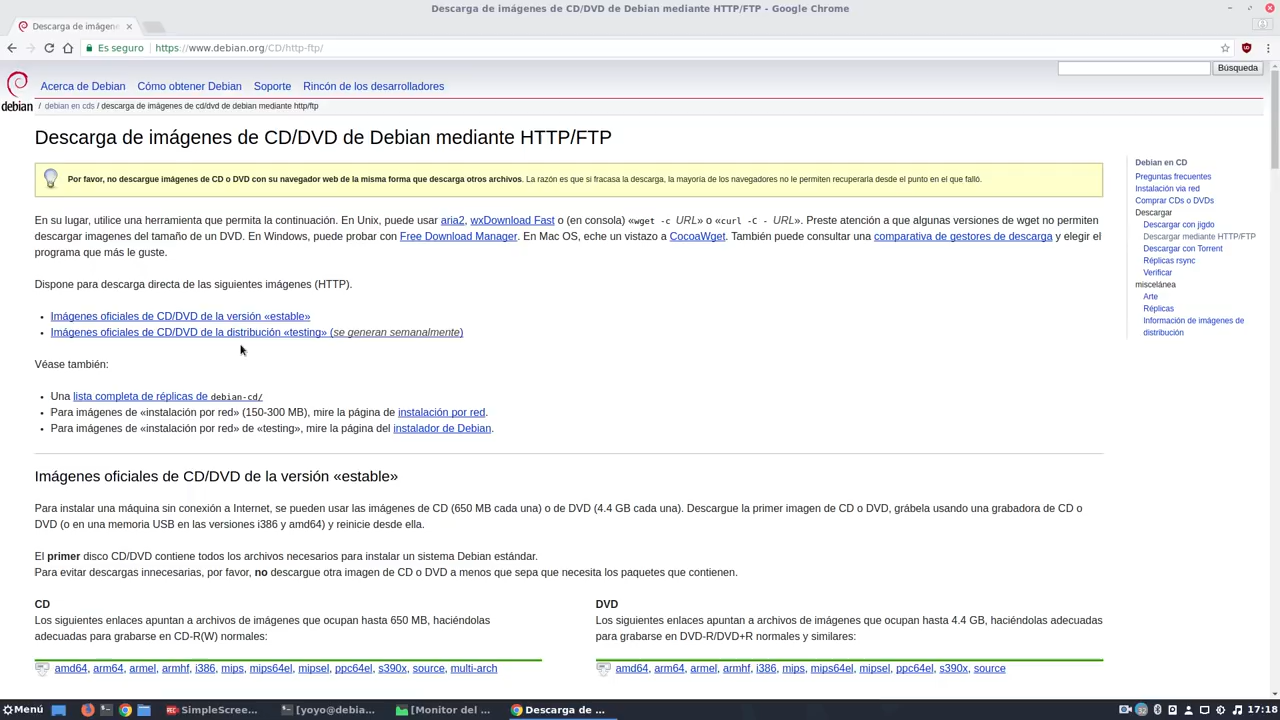 Descarga de imágenes de CD/DVD de Debian mediante HTTP/FTP - Google Chrome
Descarga de imágene
Es seguro
https://www.debian.org/CD/http-ftp/
Búsqueda
debian
Acerca de Debian Cómo obtener Debian Soporte Rincón de los desarrolladores
/ debian en cds / descarga de imágenes de cd/dvd de debian mediante http/ftp
Descarga de imágenes de CD/DVD de Debian mediante HTTP/FTP
Por favor, no descargue imágenes de CD o DVD con su navegador web de la misma forma que descarga otros archivos. La razón es que si fracasa la descarga, la mayoría de los navegadores no le permiten recuperarla desde el punto en el que falló.
En su lugar, utilice una herramienta que permita la continuación. En Unix, puede usar aria2, wxDownload Fast o (en consola) «wget -c URL» o «curl -C - URL». Preste atención a que algunas versiones de wget no permiten
descargar imagenes del tamaño de un DVD. En Windows, puede probar con Free Download Manager. En Mac OS, eche un vistazo a CocoaWget. También puede consultar una comparativa de gestores de descarga y elegir el
programa que más le guste.
Dispone para descarga directa de las siguientes imágenes (HTTP).
• Imágenes oficiales de CD/DVD de la versión «estable»
• Imágenes oficiales de CD/DVD de la distribución «testing» (se generan semanalmente)
Véase también:
• Una lista completa de réplicas de debian-cd/
• Para imágenes de «instalación por red» (150-300 MB), mire la página de instalación por red.
• Para imágenes de «instalación por red» de «testing», mire la página del instalador de Debian.
Debian en CD
Preguntas frecuentes
Instalación via red
Comprar CDs o DVDs
Descargar
Descargar con jigdo
Descargar mediante HTTP/FTP
Descargar con Torrent
Réplicas rsync
Verificar
miscelánea
Arte
Réplicas
Información de imágenes de
distribución
Imágenes oficiales de CD/DVD de la versión «estable»
Para instalar una máquina sin conexión a Internet, se pueden usar las imágenes de CD (650 MB cada una) o de DVD (4.4 GB cada una). Descargue la primer imagen de CD o DVD, grábela usando una grabadora de CD o
DVD (o en una memoria USB en las versiones i386 y amd64) y reinicie desde ella.
El primer disco CD/DVD contiene todos los archivos necesarios para instalar un sistema Debian estándar.
Para evitar descargas innecesarias, por favor, no descargue otra imagen de CD o DVD a menos que sepa que necesita los paquetes que contienen.
CD
Los siguientes enlaces apuntan a archivos de imágenes que ocupan hasta 650 MB, haciéndolas
adecuadas para grabarse en CD-R(W) normales:
amd64, arm64, armel, armhf, i386, mips, mips64el, mipsel, ppc64el, s390x, source, multi-arch
DVD
Los siguientes enlaces apuntan a archivos de imágenes que ocupan hasta 4.4 GB, haciéndolas adecuadas
para grabarse en DVD-R/DVD+R normales y similares:
amd64, arm64, armel, armhf, i386, mips, mips64el, mipsel, ppc64el, s390x, source
Menú
SimpleScree...
[yoyo@debia...
[Monitor del ...
Descarga de ...
17:18